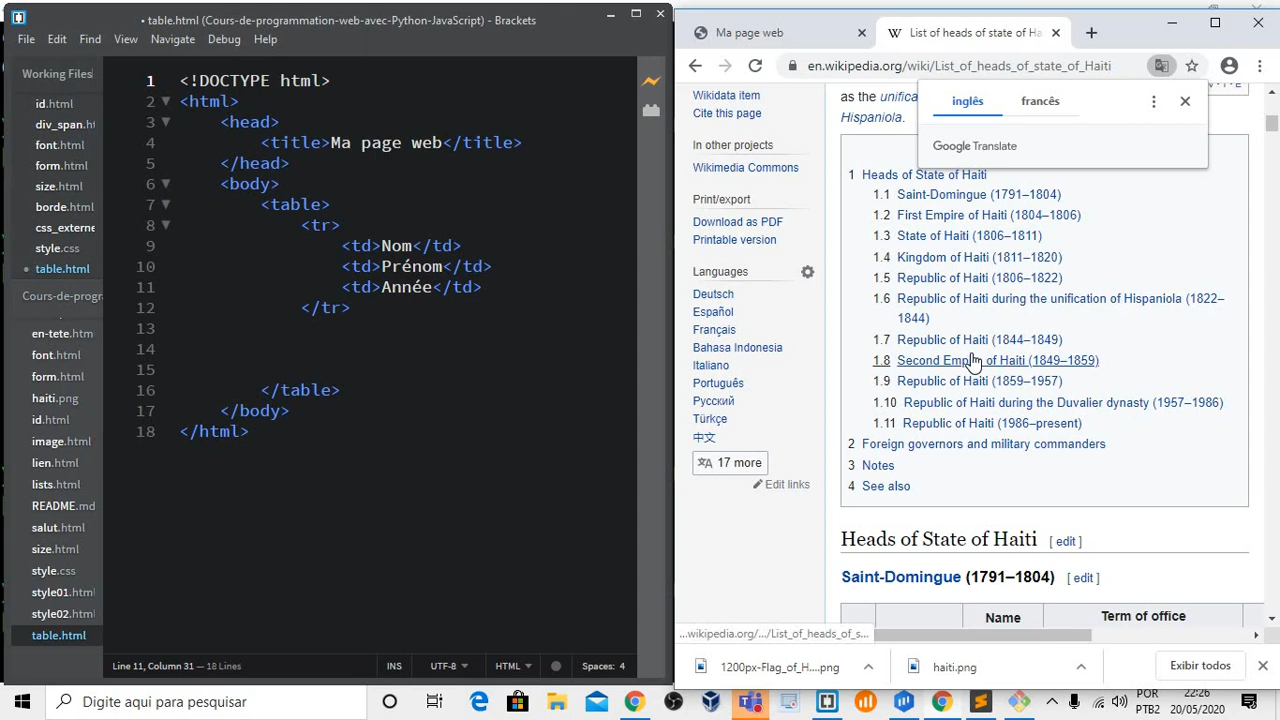 • table.html (Cours-de-programmation-web-avec-Python-JavaScript) - Brackets
File Edit Find View Navigate Debug Help
Working Files
id.html
div_span.ht
font.html
form.html
size.html
borde.html
css_externe
style.css
table.html
Cours-de-progra
en-tete.htm
font.html
form.html
haiti.png
id.html
image.html
lien.html
lists.html
README.md
salut.html
size.html
style.css
style01.html
style02.html
table.html
1 <!DOCTYPE html>
2 <html>
3 <head>
4 <title>Ma page web</title>
5 </head>
6 <body>
7 <table>
8 <tr>
9 <td>Nom</td>
10 <td>Prénom</td>
11 <td>Année</td>
12 </tr>
13
14
15
16 </table>
17 </body>
18 </html>
Line 11, Column 31 — 18 Lines
INS UTF-8 HTML Spaces: 4
Ma page web
List of heads of state of Ha
en.wikipedia.org/wiki/List_of_heads_of_state_of_Haiti
inglês francês
Google Translate
Wikidata item
Cite this page
In other projects
Wikimedia Commons
Print/export
Download as PDF
Printable version
Languages
Deutsch
Español
Français
Bahasa Indonesia
Italiano
Português
Русский
Türkçe
中文
17 more
Edit links
as the unifica
Hispaniola.
1 Heads of State of Haiti
1.1 Saint-Domingue (1791–1804)
1.2 First Empire of Haiti (1804–1806)
1.3 State of Haiti (1806–1811)
1.4 Kingdom of Haiti (1811–1820)
1.5 Republic of Haiti (1806–1822)
1.6 Republic of Haiti during the unification of Hispaniola (1822–
1844)
1.7 Republic of Haiti (1844–1849)
1.8 Second Empire of Haiti (1849–1859)
1.9 Republic of Haiti (1859–1957)
1.10 Republic of Haiti during the Duvalier dynasty (1957–1986)
1.11 Republic of Haiti (1986–present)
2 Foreign governors and military commanders
3 Notes
4 See also
Heads of State of Haiti [ edit ]
Saint-Domingue (1791–1804) [ edit ]
Name Term of office
...wikipedia.org/.../List_of_heads_of_s...
1200px-Flag_of_H....png
haiti.png
Exibir todos
Digite aqui para pesquisar
POR
PTB2
22:26
20/05/2020